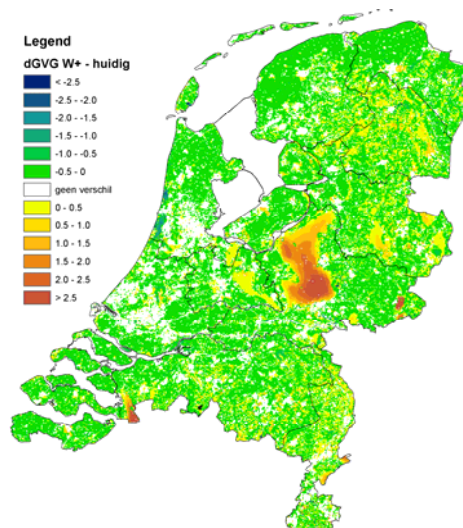 Legend
dGVG W+ - huidig
< -2.5
-2.5 - -2.0
-2.0 - -1.5
-1.5 - -1.0
-1.0 - -0.5
-0.5 - 0
geen verschil
0 - 0.5
0.5 - 1.0
1.0 - 1.5
1.5 - 2.0
2.0 - 2.5
> 2.5